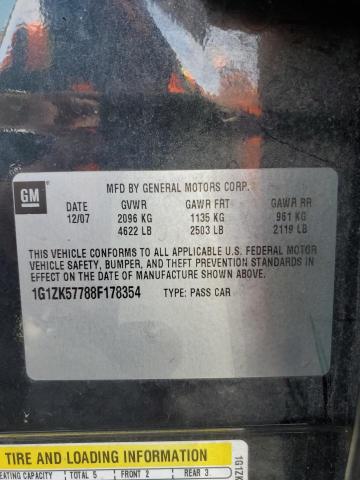 GM
MFD BY GENERAL MOTORS CORP.
DATE GVWR GAWR FRT GAWR RR
12/07 2096 KG 1135 KG 961 KG
4622 LB 2503 LB 2119 LB
THIS VEHICLE CONFORMS TO ALL APPLICABLE U.S. FEDERAL MOTOR
VEHICLE SAFETY, BUMPER, AND THEFT PREVENTION STANDARDS IN
EFFECT ON THE DATE OF MANUFACTURE SHOWN ABOVE.
1G1ZK57788F178354 TYPE: PASS CAR
TIRE AND LOADING INFORMATION
SEATING CAPACITY TOTAL 5 FRONT 2 REAR 3
1G1ZK